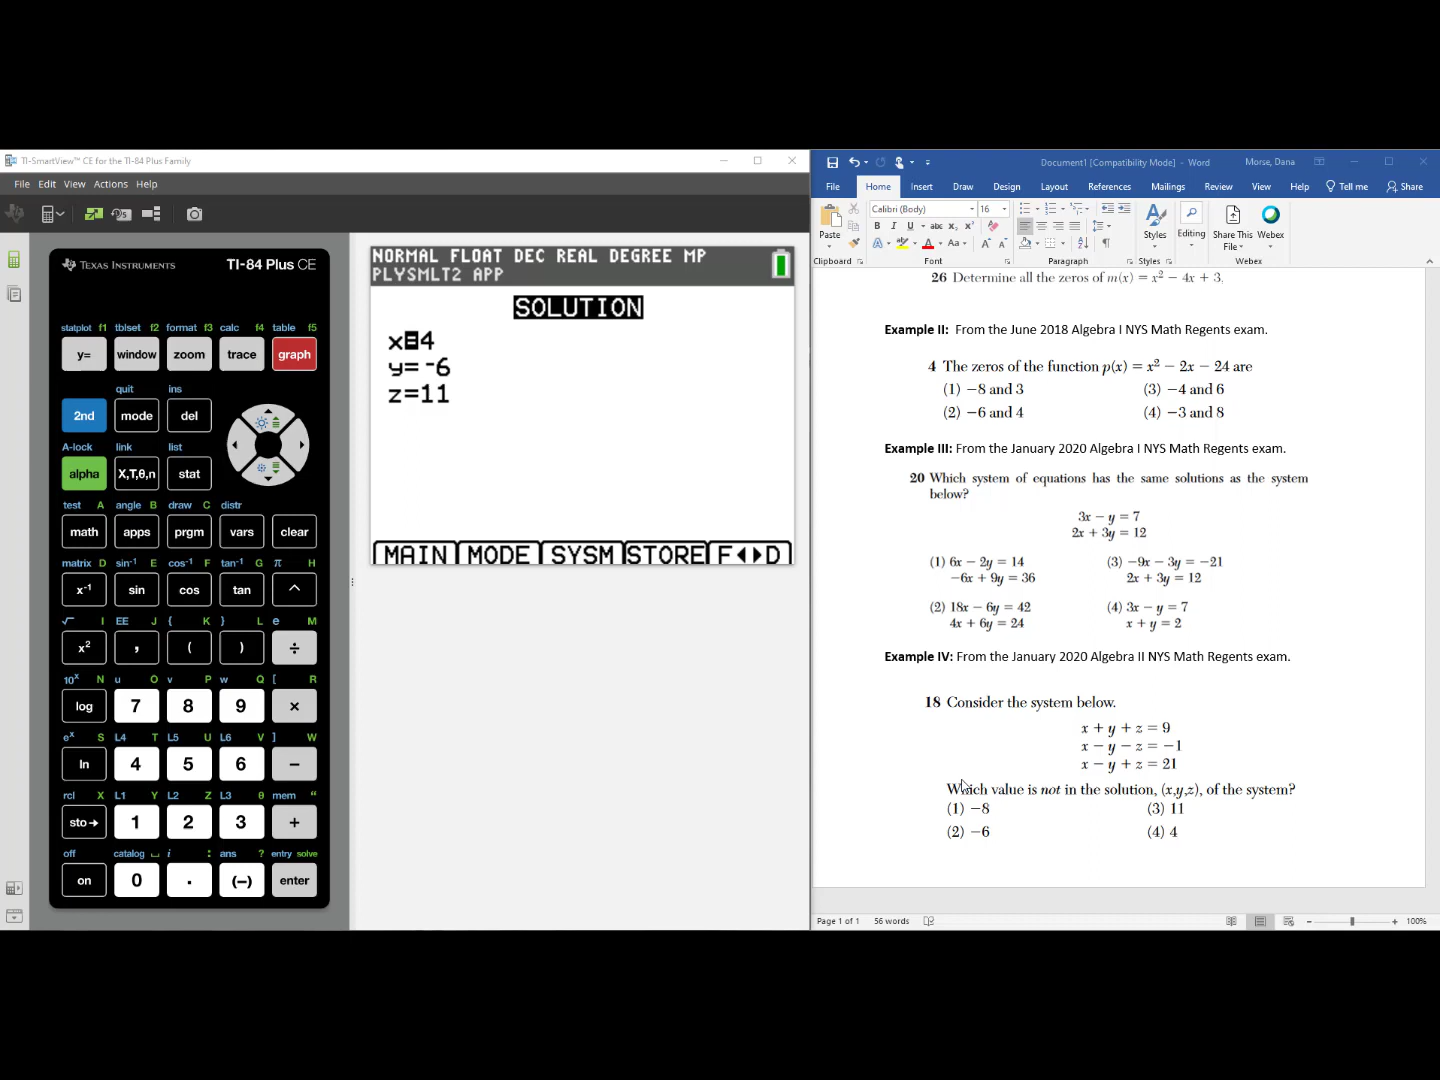 TI-SmartView™ CE for the TI-84 Plus Family
File Edit View Actions Help
TEXAS INSTRUMENTS TI-84 Plus CE
statplot f1 tblset f2 format f3 calc f4 table f5
y= window zoom trace graph
quit ins
2nd mode del
A-lock link list
alpha X,T,θ,n stat
test A angle B draw C distr
math apps prgm vars clear
matrix D sin⁻¹ E cos⁻¹ F tan⁻¹ G π H
x⁻¹ sin cos tan ^
√ I EE J { K } L e M
x² , ( ) ÷
10ˣ N u O v P w Q [ R
log 7 8 9 ×
eˣ S L4 T L5 U L6 V ] W
ln 4 5 6 −
rcl X L1 Y L2 Z L3 θ mem “
sto→ 1 2 3 +
off catalog ␣ i : ans ? entry solve
on 0 . (−) enter
NORMAL FLOAT DEC REAL DEGREE MP
PLYSMLT2 APP
SOLUTION
x=4
y=-6
z=11
MAIN MODE SYSM STORE F◄►D
Document1 [Compatibility Mode] - Word Morse, Dana
File Home Insert Draw Design Layout References Mailings Review View Help Tell me Share
Calibri (Body) 16
Paste B I U abc x₂ x² Styles Editing Share This File Webex
A Aa A A
Clipboard Font Paragraph Styles Webex
26 Determine all the zeros of m(x) = x² − 4x + 3.
Example II: From the June 2018 Algebra I NYS Math Regents exam.
4 The zeros of the function p(x) = x² − 2x − 24 are
(1) −8 and 3 (3) −4 and 6
(2) −6 and 4 (4) −3 and 8
Example III: From the January 2020 Algebra I NYS Math Regents exam.
20 Which system of equations has the same solutions as the system
below?
3x − y = 7
2x + 3y = 12
(1) 6x − 2y = 14 (3) −9x − 3y = −21
−6x + 9y = 36 2x + 3y = 12
(2) 18x − 6y = 42 (4) 3x − y = 7
4x + 6y = 24 x + y = 2
Example IV: From the January 2020 Algebra II NYS Math Regents exam.
18 Consider the system below.
x + y + z = 9
x − y − z = −1
x − y + z = 21
Which value is not in the solution, (x,y,z), of the system?
(1) −8 (3) 11
(2) −6 (4) 4
Page 1 of 1 56 words 100%